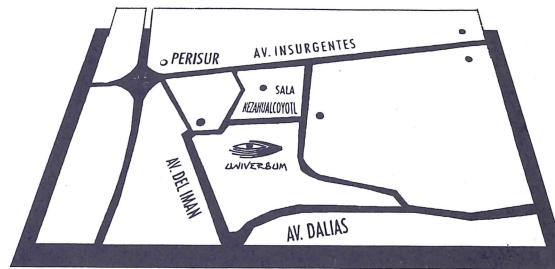 PERISUR
AV. INSURGENTES
SALA
NEZAHUALCOYOTL
UNIVERSUM
AV. DEL IMAN
AV. DALIAS